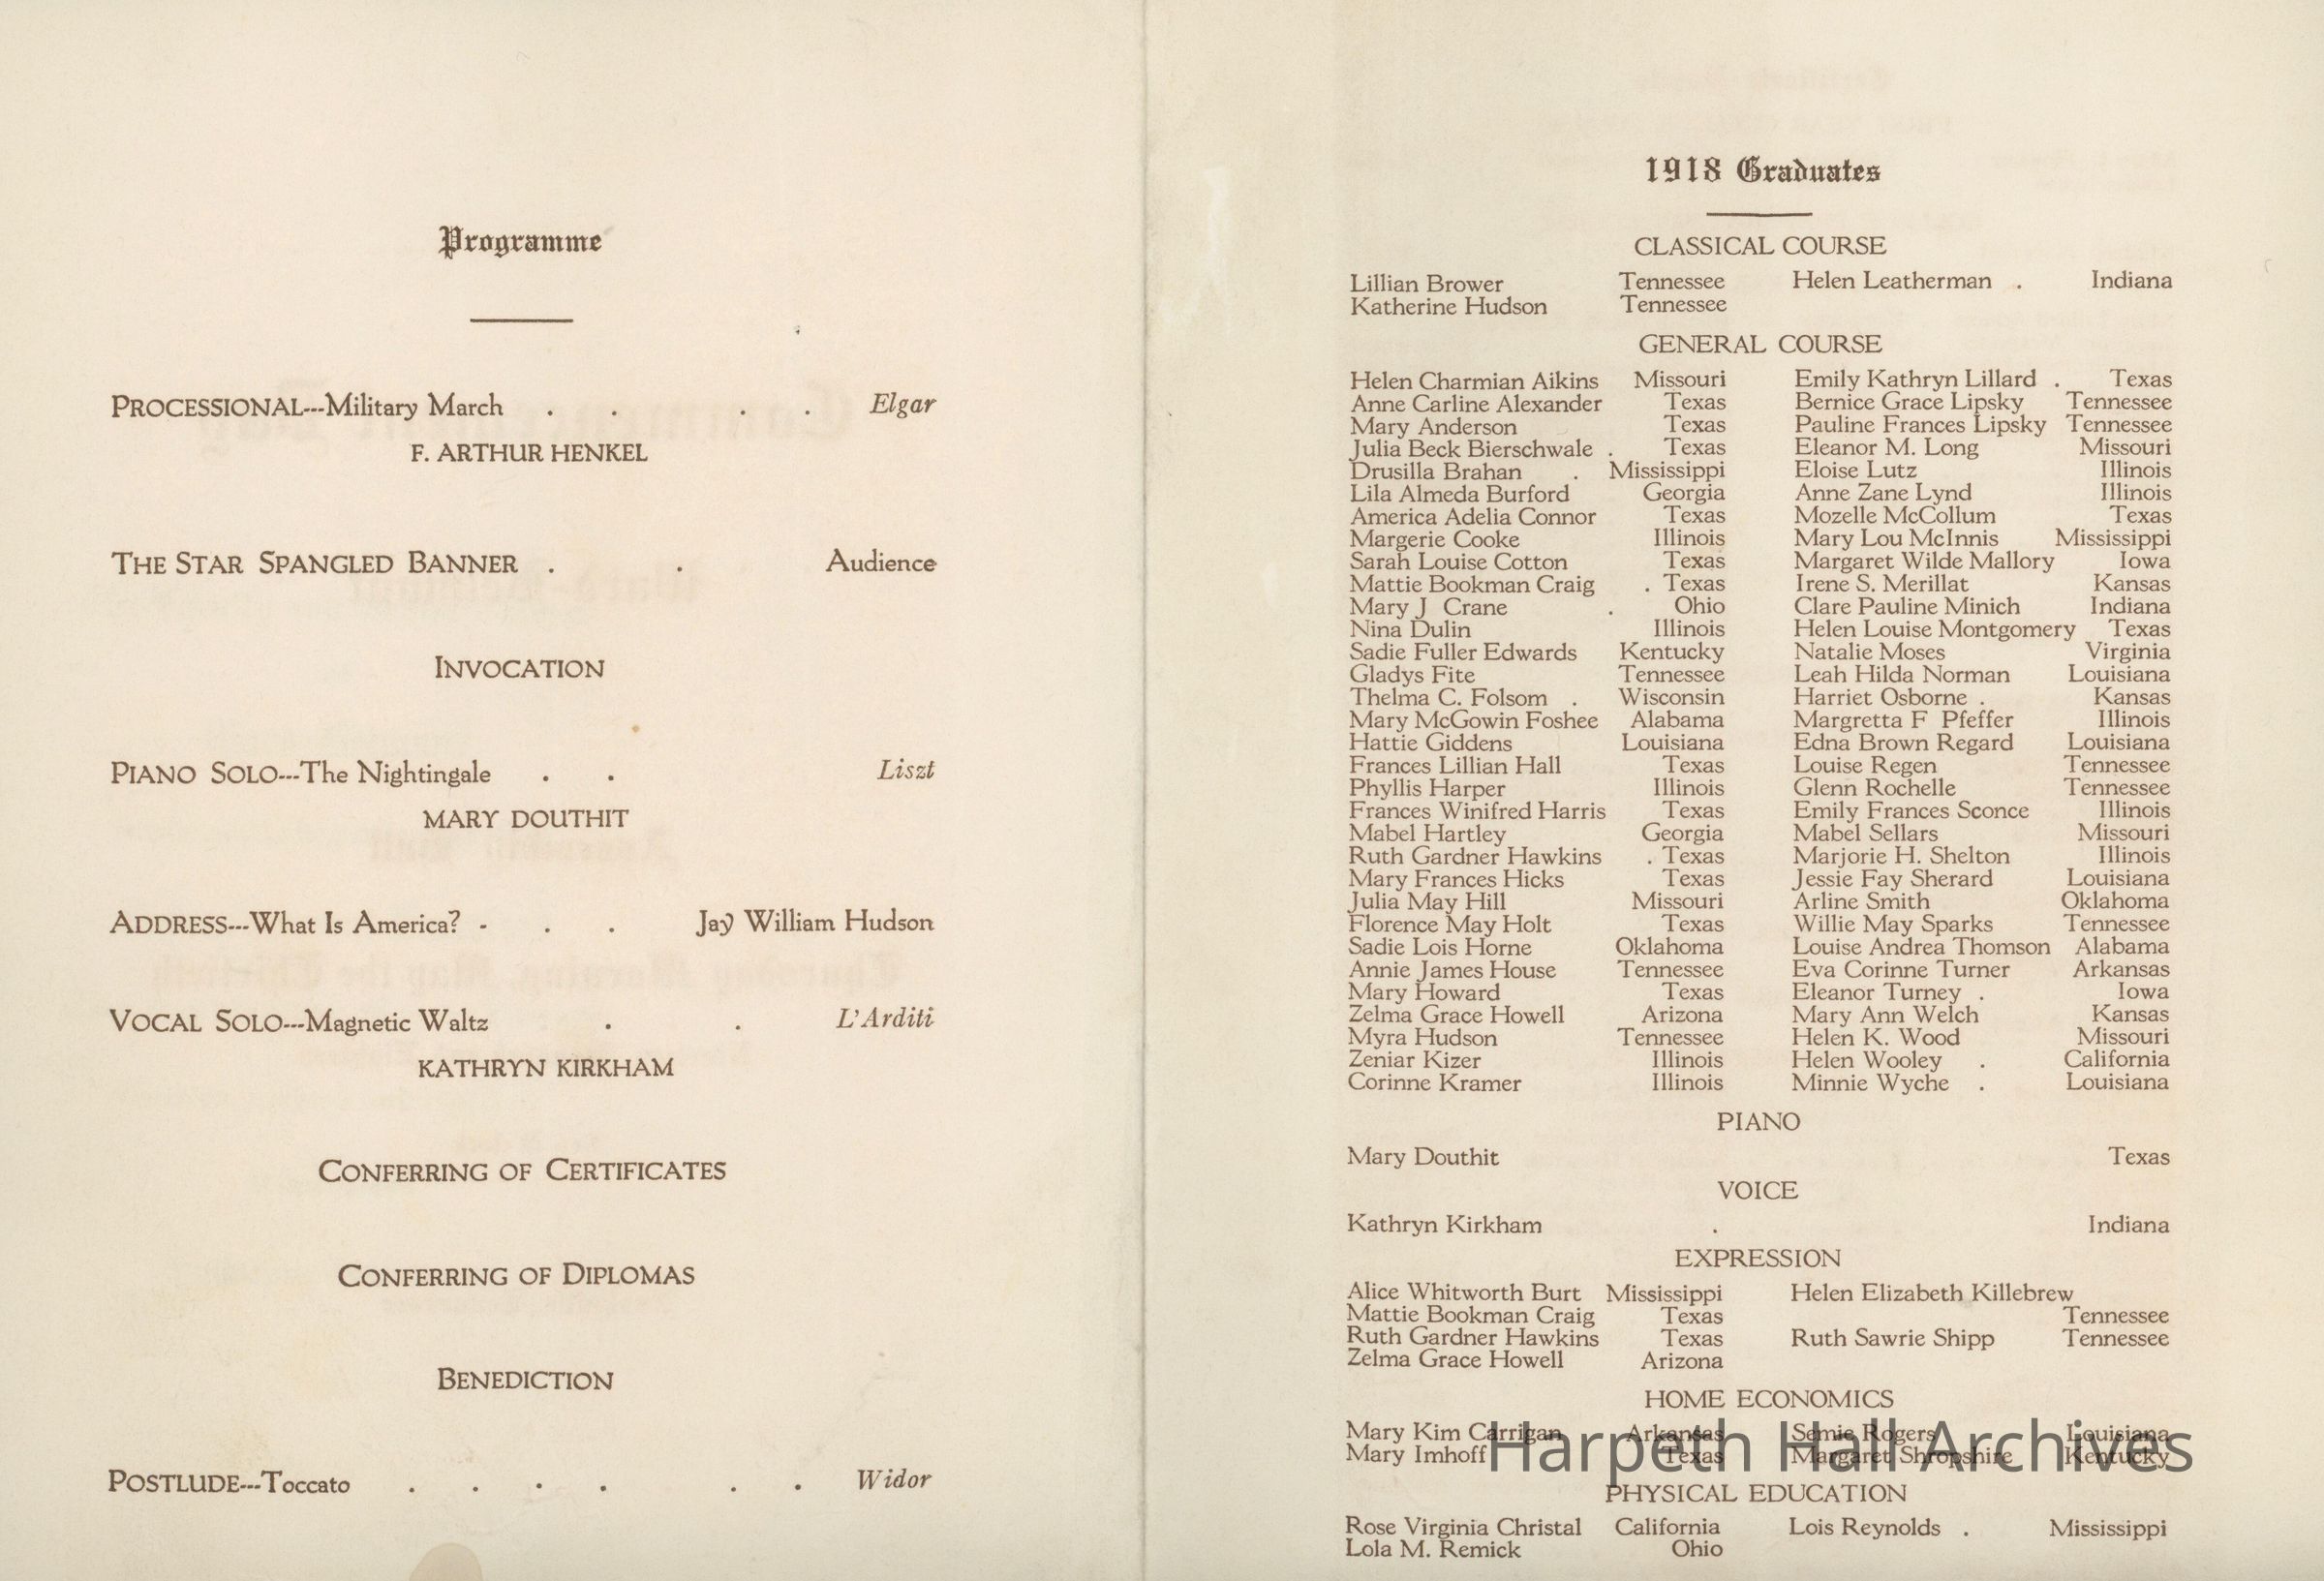 Programme
PROCESSIONAL---Military March . . . . Elgar
F. ARTHUR HENKEL
THE STAR SPANGLED BANNER . . Audience
INVOCATION
PIANO SOLO---The Nightingale . . Liszt
MARY DOUTHIT
ADDRESS---What Is America? - . . Jay William Hudson
VOCAL SOLO---Magnetic Waltz . . L'Arditi
KATHRYN KIRKHAM
CONFERRING OF CERTIFICATES
CONFERRING OF DIPLOMAS
BENEDICTION
POSTLUDE---Toccato . . . . . . Widor
1918 Graduates
CLASSICAL COURSE
Lillian Brower Tennessee Helen Leatherman . Indiana
Katherine Hudson Tennessee
GENERAL COURSE
Helen Charmian Aikins Missouri Emily Kathryn Lillard . Texas
Anne Carline Alexander Texas Bernice Grace Lipsky Tennessee
Mary Anderson Texas Pauline Frances Lipsky Tennessee
Julia Beck Bierschwale . Texas Eleanor M. Long Missouri
Drusilla Brahan . Mississippi Eloise Lutz Illinois
Lila Almeda Burford Georgia Anne Zane Lynd Illinois
America Adelia Connor Texas Mozelle McCollum Texas
Margerie Cooke Illinois Mary Lou McInnis Mississippi
Sarah Louise Cotton Texas Margaret Wilde Mallory Iowa
Mattie Bookman Craig . Texas Irene S. Merillat Kansas
Mary J Crane . Ohio Clare Pauline Minich Indiana
Nina Dulin Illinois Helen Louise Montgomery Texas
Sadie Fuller Edwards Kentucky Natalie Moses Virginia
Gladys Fite Tennessee Leah Hilda Norman Louisiana
Thelma C. Folsom . Wisconsin Harriet Osborne . Kansas
Mary McGowin Foshee Alabama Margretta F Pfeffer Illinois
Hattie Giddens Louisiana Edna Brown Regard Louisiana
Frances Lillian Hall Texas Louise Regen Tennessee
Phyllis Harper Illinois Glenn Rochelle Tennessee
Frances Winifred Harris Texas Emily Frances Sconce Illinois
Mabel Hartley Georgia Mabel Sellars Missouri
Ruth Gardner Hawkins . Texas Marjorie H. Shelton Illinois
Mary Frances Hicks Texas Jessie Fay Sherard Louisiana
Julia May Hill Missouri Arline Smith Oklahoma
Florence May Holt Texas Willie May Sparks Tennessee
Sadie Lois Horne Oklahoma Louise Andrea Thomson Alabama
Annie James House Tennessee Eva Corinne Turner Arkansas
Mary Howard Texas Eleanor Turney . Iowa
Zelma Grace Howell Arizona Mary Ann Welch Kansas
Myra Hudson Tennessee Helen K. Wood Missouri
Zeniar Kizer Illinois Helen Wooley . California
Corinne Kramer Illinois Minnie Wyche . Louisiana
PIANO
Mary Douthit Texas
VOICE
Kathryn Kirkham . Indiana
EXPRESSION
Alice Whitworth Burt Mississippi Helen Elizabeth Killebrew
Mattie Bookman Craig Texas Tennessee
Ruth Gardner Hawkins Texas Ruth Sawrie Shipp Tennessee
Zelma Grace Howell Arizona
HOME ECONOMICS
Mary Kim Carrigan Arkansas Semie Rogers Louisiana
Mary Imhoff Texas Margaret Shropshire Kentucky
Harpeth Hall Archives
PHYSICAL EDUCATION
Rose Virginia Christal California Lois Reynolds . Mississippi
Lola M. Remick Ohio